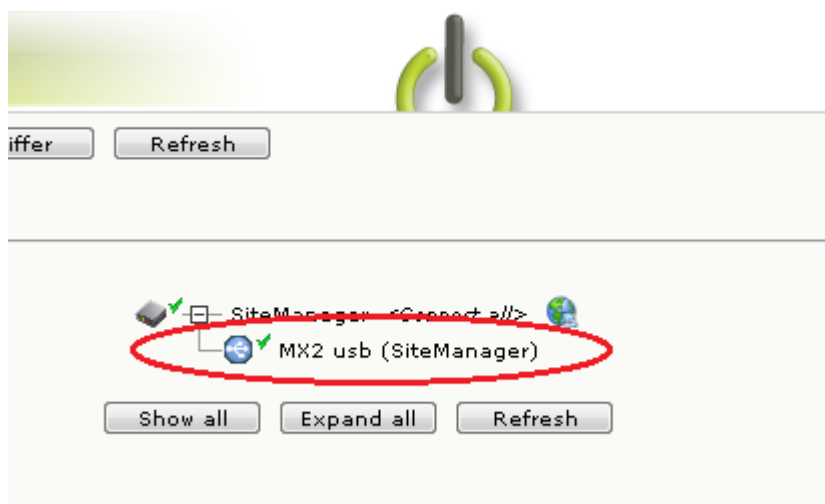 iffer Refresh
SiteManager <Connect all>
MX2 usb (SiteManager)
Show all Expand all Refresh